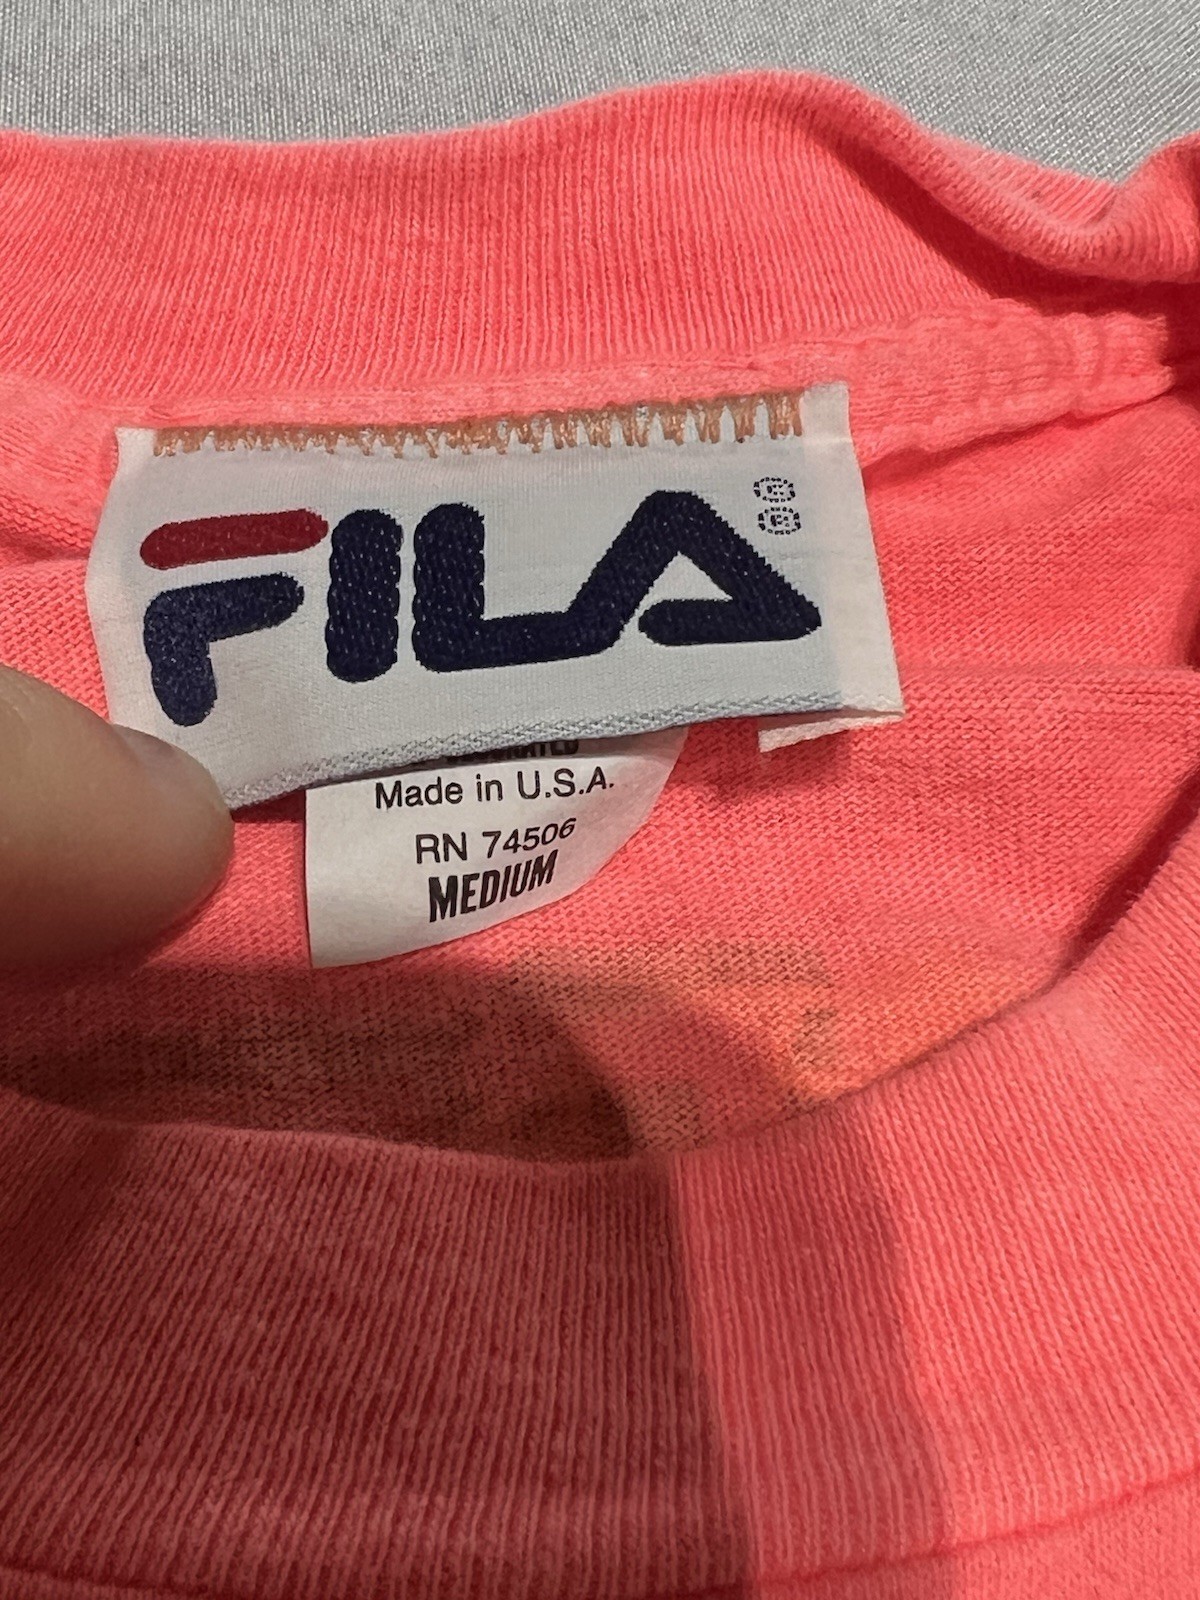 FILA
Made in U.S.A.
RN 74506
MEDIUM